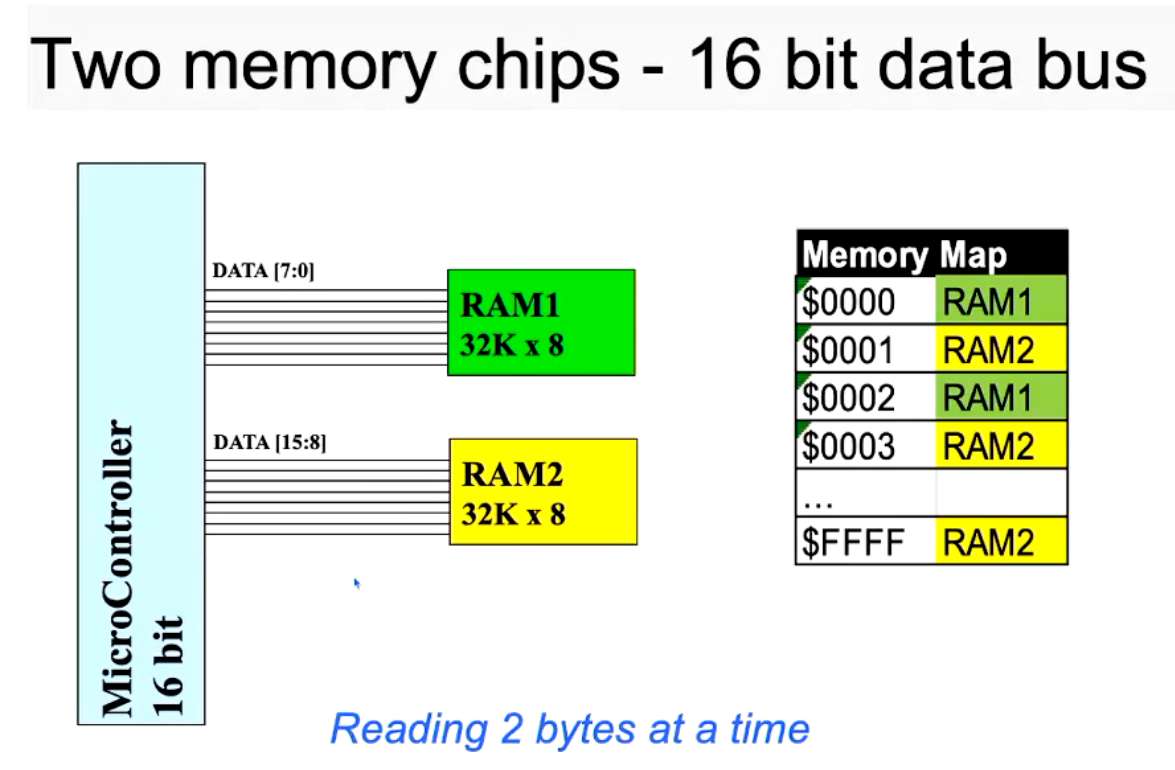 Two memory chips - 16 bit data bus
DATA [7:0]
RAM1
32K x 8
DATA [15:8]
RAM2
32K x 8
MicroController
16 bit
Memory Map
$0000 RAM1
$0001 RAM2
$0002 RAM1
$0003 RAM2
...
$FFFF RAM2
Reading 2 bytes at a time